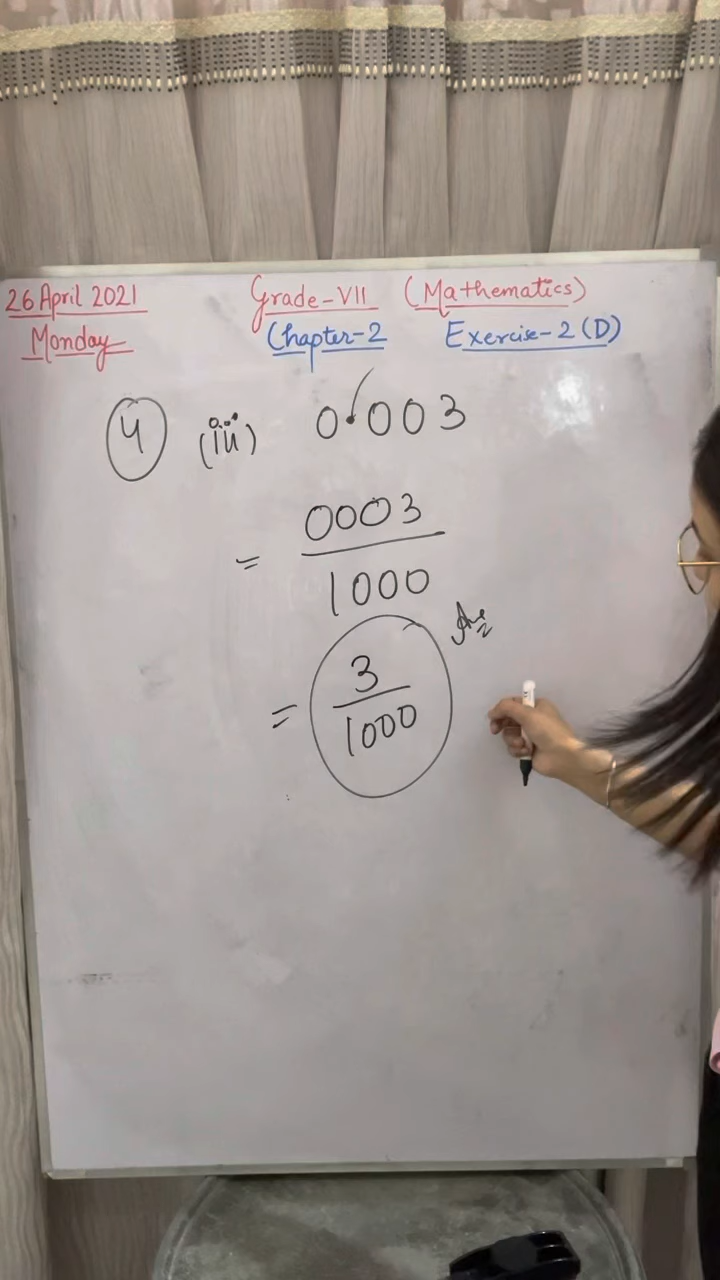 26 April 2021 Grade-VII (Mathematics)
Monday Chapter-2 Exercise-2(D)
4 (iii) 0.003
= 0003
1000
Ans
= 3
1000